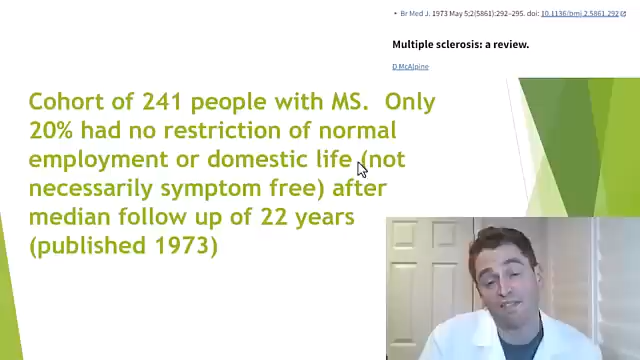 • Br Med J. 1973 May 5;2(5861):292–295. doi: 10.1136/bmj.2.5861.292
Multiple sclerosis: a review.
D McAlpine
Cohort of 241 people with MS. Only
20% had no restriction of normal
employment or domestic life (not
necessarily symptom free) after
median follow up of 22 years
(published 1973)